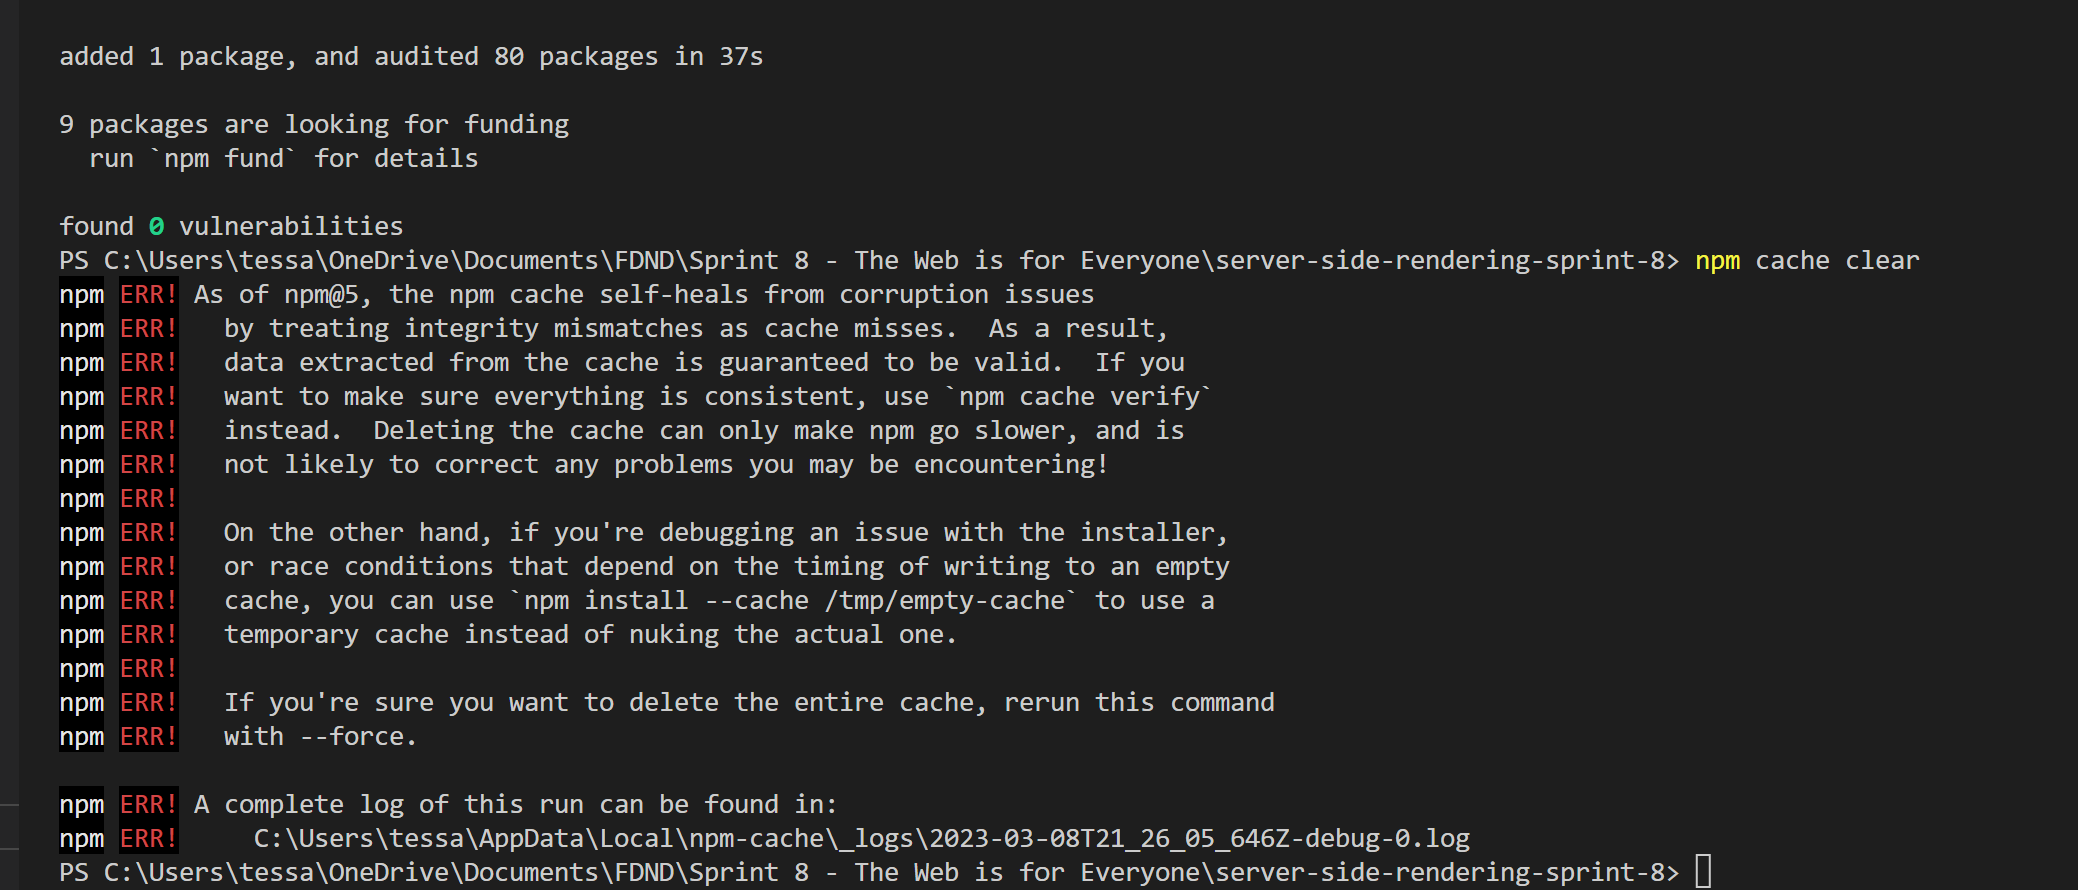 added 1 package, and audited 80 packages in 37s
9 packages are looking for funding
  run `npm fund` for details
found 0 vulnerabilities
PS C:\Users\tessa\OneDrive\Documents\FDND\Sprint 8 - The Web is for Everyone\server-side-rendering-sprint-8> npm cache clear
npm ERR! As of npm@5, the npm cache self-heals from corruption issues
npm ERR!   by treating integrity mismatches as cache misses.  As a result,
npm ERR!   data extracted from the cache is guaranteed to be valid.  If you
npm ERR!   want to make sure everything is consistent, use `npm cache verify`
npm ERR!   instead.  Deleting the cache can only make npm go slower, and is
npm ERR!   not likely to correct any problems you may be encountering!
npm ERR!
npm ERR!   On the other hand, if you're debugging an issue with the installer,
npm ERR!   or race conditions that depend on the timing of writing to an empty
npm ERR!   cache, you can use `npm install --cache /tmp/empty-cache` to use a
npm ERR!   temporary cache instead of nuking the actual one.
npm ERR!
npm ERR!   If you're sure you want to delete the entire cache, rerun this command
npm ERR!   with --force.
npm ERR! A complete log of this run can be found in:
npm ERR!     C:\Users\tessa\AppData\Local\npm-cache\_logs\2023-03-08T21_26_05_646Z-debug-0.log
PS C:\Users\tessa\OneDrive\Documents\FDND\Sprint 8 - The Web is for Everyone\server-side-rendering-sprint-8>